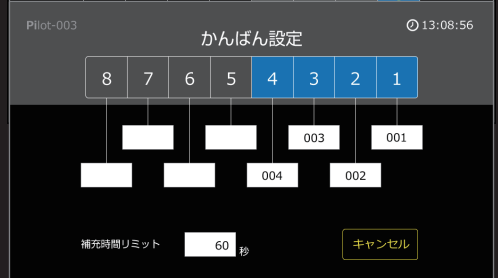 Pilot-003
13:08:56
かんばん設定
8 7 6 5 4 3 2 1
003 001
004 002
補充時間リミット 60 秒
キャンセル